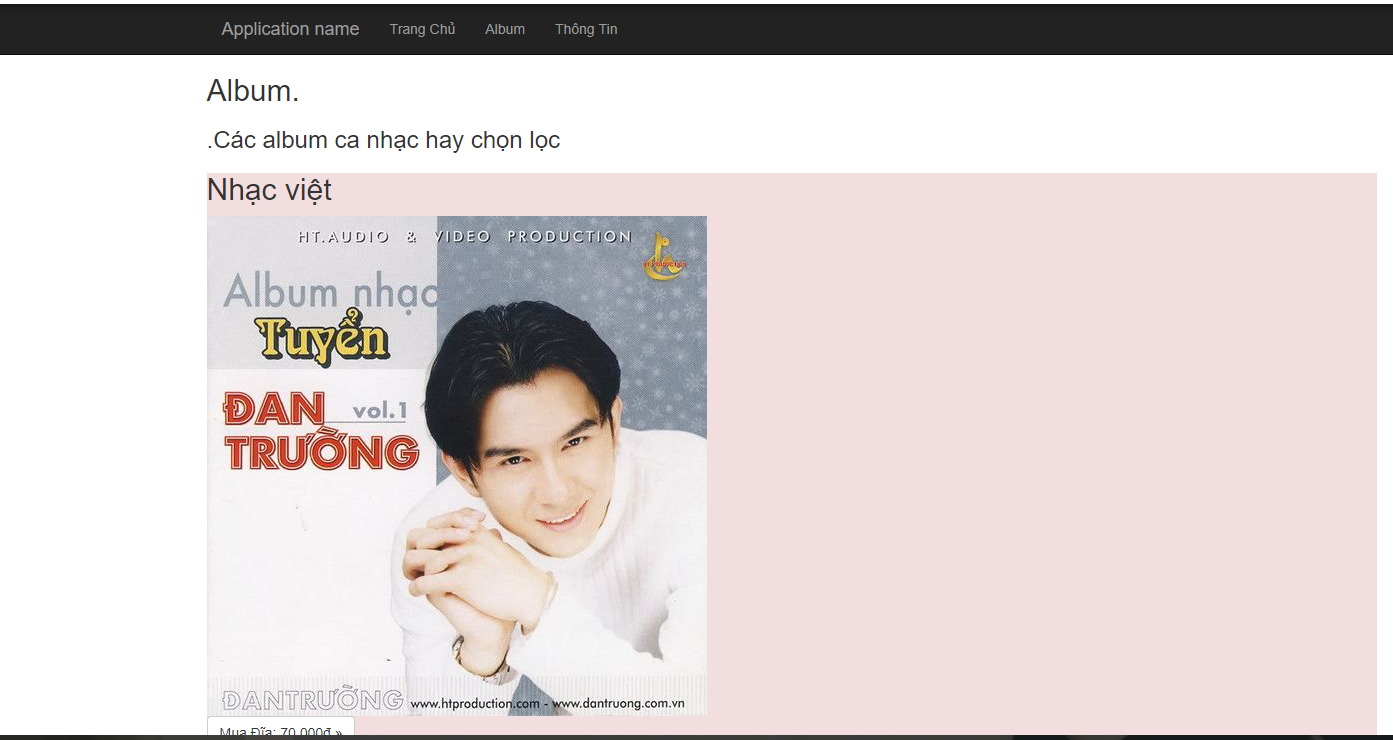 Application name Trang Chủ Album Thông Tin
Album.
.Các album ca nhạc hay chọn lọc
Nhạc việt
HT.AUDIO & VIDEO PRODUCTION
HT.PRODUCTION
Album nhạc
Tuyển
ĐAN vol.1
TRƯỜNG
ĐANTRƯỜNG www.htproduction.com - www.dantruong.com.vn
Mua Đĩa: 70.000đ »